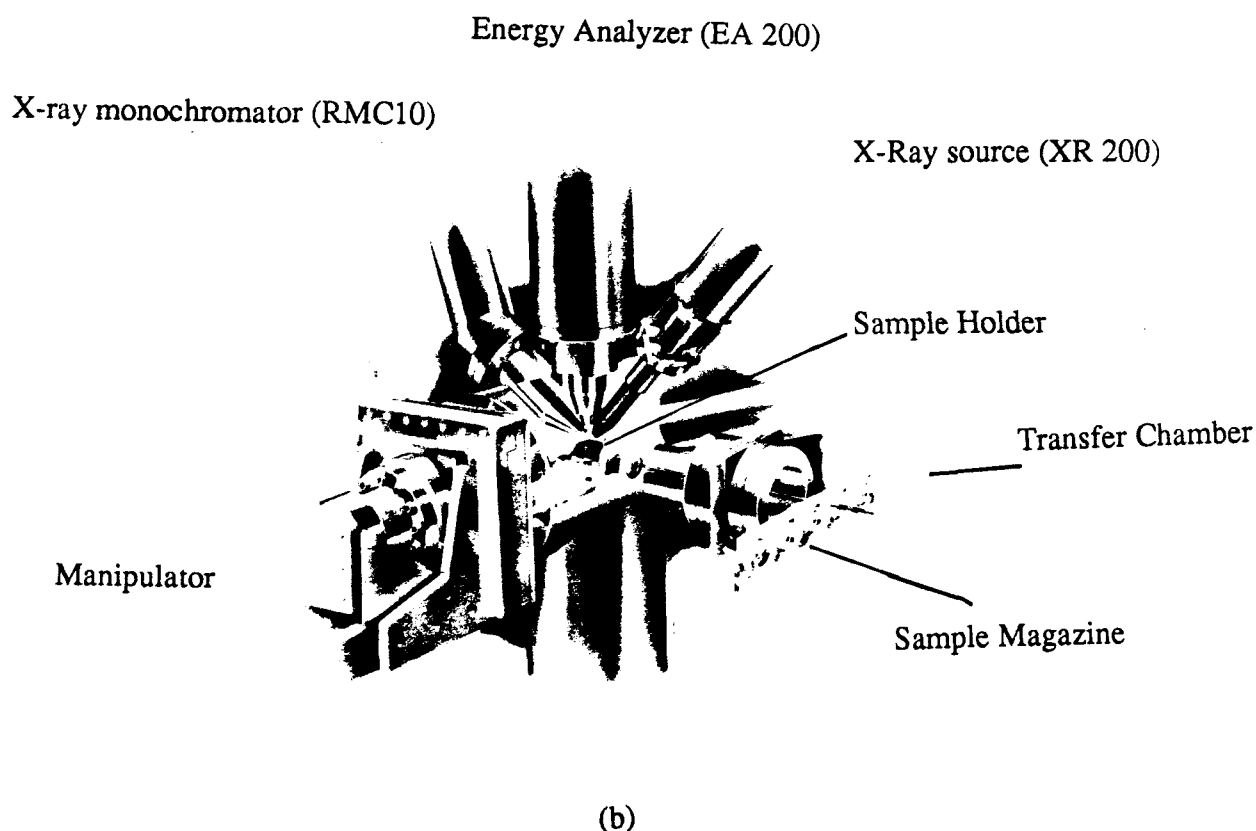 Energy Analyzer (EA 200)
X-ray monochromator (RMC10)
X-Ray source (XR 200)
Sample Holder
Transfer Chamber
Manipulator
Sample Magazine
(b)